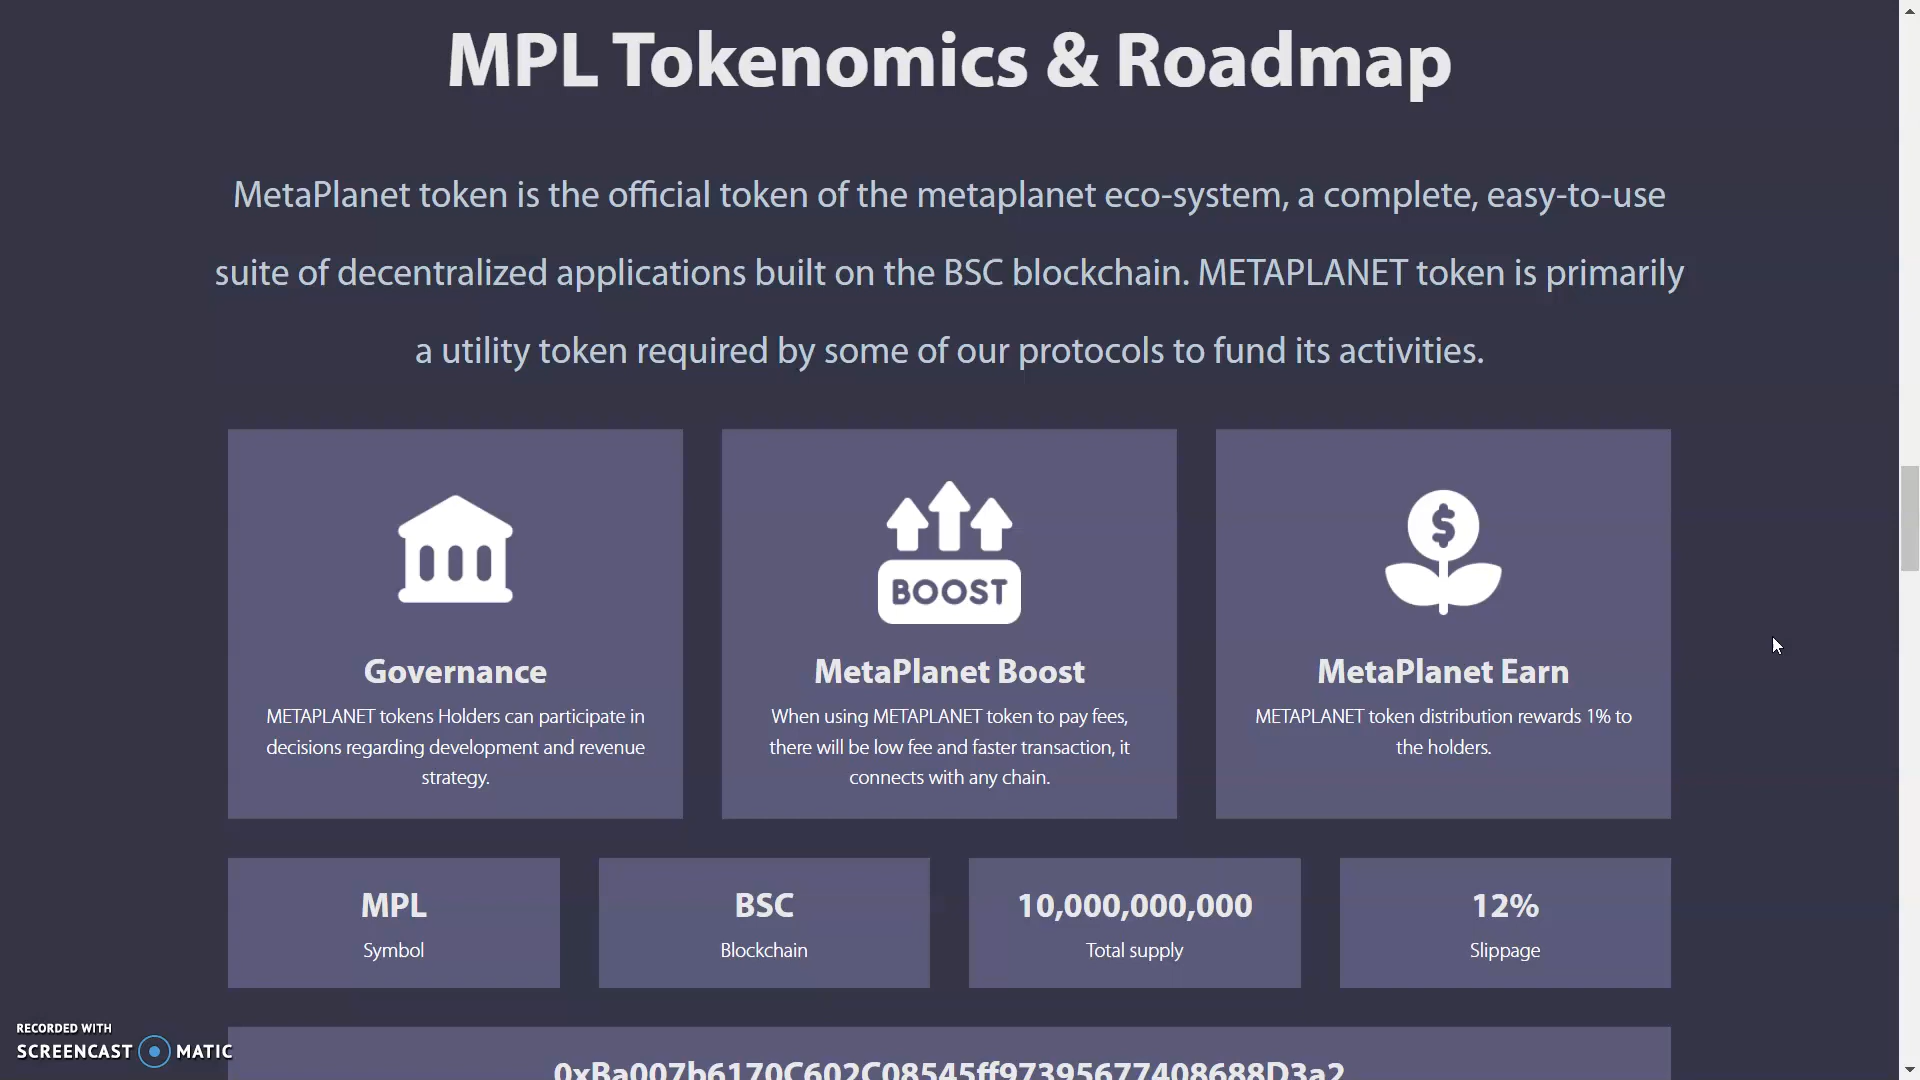 MPL Tokenomics & Roadmap
MetaPlanet token is the official token of the metaplanet eco-system, a complete, easy-to-use
suite of decentralized applications built on the BSC blockchain. METAPLANET token is primarily
a utility token required by some of our protocols to fund its activities.
BOOST
Governance
METAPLANET tokens Holders can participate in
decisions regarding development and revenue
strategy.
MetaPlanet Boost
When using METAPLANET token to pay fees,
there will be low fee and faster transaction, it
connects with any chain.
MetaPlanet Earn
METAPLANET token distribution rewards 1% to
the holders.
MPL
Symbol
BSC
Blockchain
10,000,000,000
Total supply
12%
Slippage
0xBa007b6170C602C08545ff97395677408688D3a2
RECORDED WITH
SCREENCAST MATIC